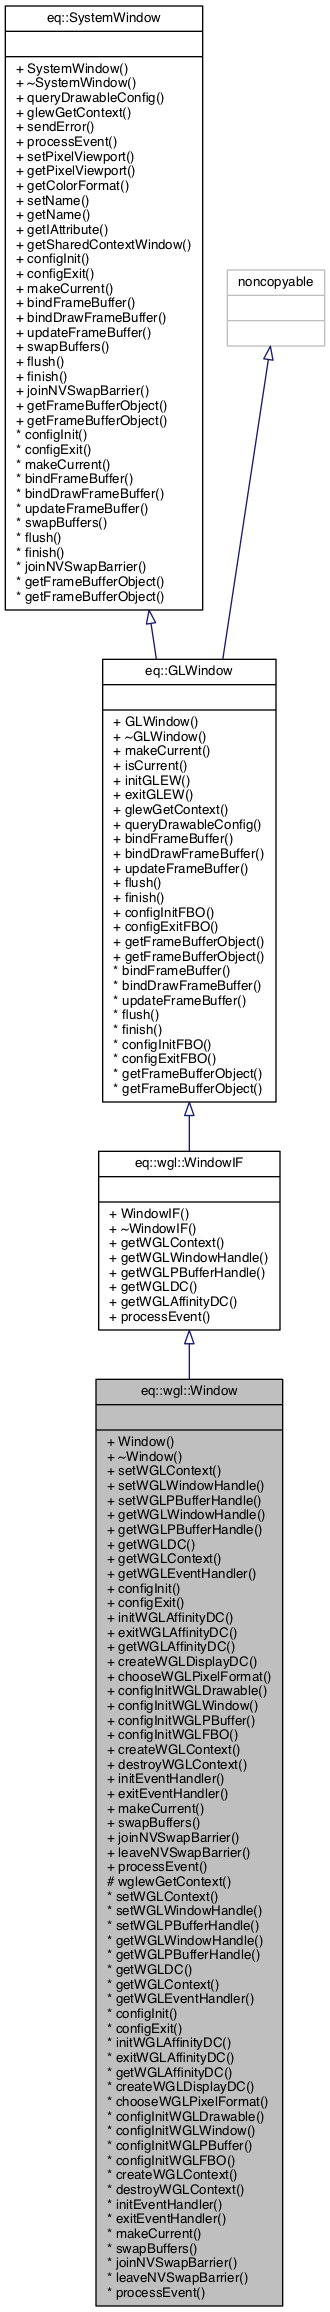 eq::SystemWindow
+ SystemWindow()
+ ~SystemWindow()
+ queryDrawableConfig()
+ glewGetContext()
+ sendError()
+ processEvent()
+ setPixelViewport()
+ getPixelViewport()
+ getColorFormat()
+ setName()
+ getName()
+ getIAttribute()
+ getSharedContextWindow()
+ configInit()
+ configExit()
+ makeCurrent()
+ bindFrameBuffer()
+ bindDrawFrameBuffer()
+ updateFrameBuffer()
+ swapBuffers()
+ flush()
+ finish()
+ joinNVSwapBarrier()
+ getFrameBufferObject()
+ getFrameBufferObject()
* configInit()
* configExit()
* makeCurrent()
* bindFrameBuffer()
* bindDrawFrameBuffer()
* updateFrameBuffer()
* swapBuffers()
* flush()
* finish()
* joinNVSwapBarrier()
* getFrameBufferObject()
* getFrameBufferObject()
noncopyable
eq::GLWindow
+ GLWindow()
+ ~GLWindow()
+ makeCurrent()
+ isCurrent()
+ initGLEW()
+ exitGLEW()
+ glewGetContext()
+ queryDrawableConfig()
+ bindFrameBuffer()
+ bindDrawFrameBuffer()
+ updateFrameBuffer()
+ flush()
+ finish()
+ configInitFBO()
+ configExitFBO()
+ getFrameBufferObject()
+ getFrameBufferObject()
* bindFrameBuffer()
* bindDrawFrameBuffer()
* updateFrameBuffer()
* flush()
* finish()
* configInitFBO()
* configExitFBO()
* getFrameBufferObject()
* getFrameBufferObject()
eq::wgl::WindowIF
+ WindowIF()
+ ~WindowIF()
+ getWGLContext()
+ getWGLWindowHandle()
+ getWGLPBufferHandle()
+ getWGLDC()
+ getWGLAffinityDC()
+ processEvent()
eq::wgl::Window
+ Window()
+ ~Window()
+ setWGLContext()
+ setWGLWindowHandle()
+ setWGLPBufferHandle()
+ getWGLWindowHandle()
+ getWGLPBufferHandle()
+ getWGLDC()
+ getWGLContext()
+ getWGLEventHandler()
+ configInit()
+ configExit()
+ initWGLAffinityDC()
+ exitWGLAffinityDC()
+ getWGLAffinityDC()
+ createWGLDisplayDC()
+ chooseWGLPixelFormat()
+ configInitWGLDrawable()
+ configInitWGLWindow()
+ configInitWGLPBuffer()
+ configInitWGLFBO()
+ createWGLContext()
+ destroyWGLContext()
+ initEventHandler()
+ exitEventHandler()
+ makeCurrent()
+ swapBuffers()
+ joinNVSwapBarrier()
+ leaveNVSwapBarrier()
+ processEvent()
# wglewGetContext()
* setWGLContext()
* setWGLWindowHandle()
* setWGLPBufferHandle()
* getWGLWindowHandle()
* getWGLPBufferHandle()
* getWGLDC()
* getWGLContext()
* getWGLEventHandler()
* configInit()
* configExit()
* initWGLAffinityDC()
* exitWGLAffinityDC()
* getWGLAffinityDC()
* createWGLDisplayDC()
* chooseWGLPixelFormat()
* configInitWGLDrawable()
* configInitWGLWindow()
* configInitWGLPBuffer()
* configInitWGLFBO()
* createWGLContext()
* destroyWGLContext()
* initEventHandler()
* exitEventHandler()
* makeCurrent()
* swapBuffers()
* joinNVSwapBarrier()
* leaveNVSwapBarrier()
* processEvent()